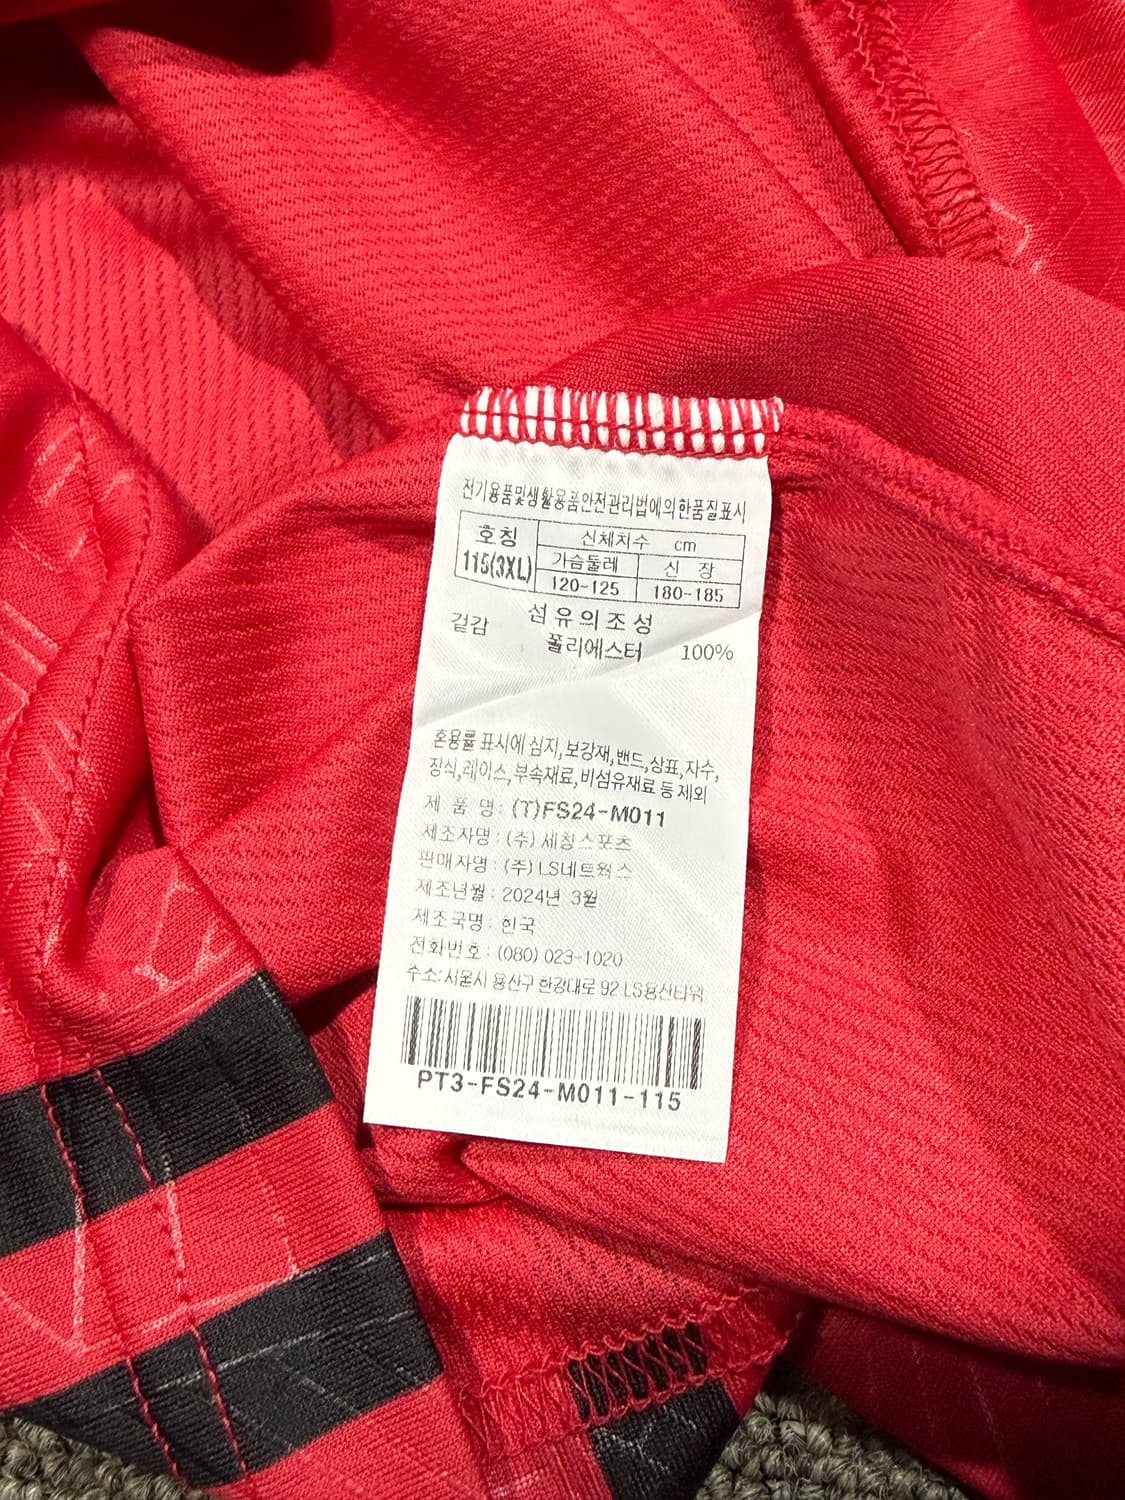 전기용품및생활용품안전관리법에의한품질표시
호칭 신체치수 cm
115(3XL) 가슴둘레 신 장
120-125 180-185
섬유의조성
겉감 폴리에스터 100%
혼용률 표시에 심지,보강재,밴드,상표,자수,
장식,레이스,부속재료,비섬유재료 등 제외
제 품 명: (T)FS24-M011
제조자명: (주) 세칭스포츠
판매자명: (주) LS네트웍스
제조년월: 2024년 3월
제조국명: 한국
전화번호: (080) 023-1020
주소:서울시 용산구 한강대로 92 LS용산타워
PT3-FS24-M011-115